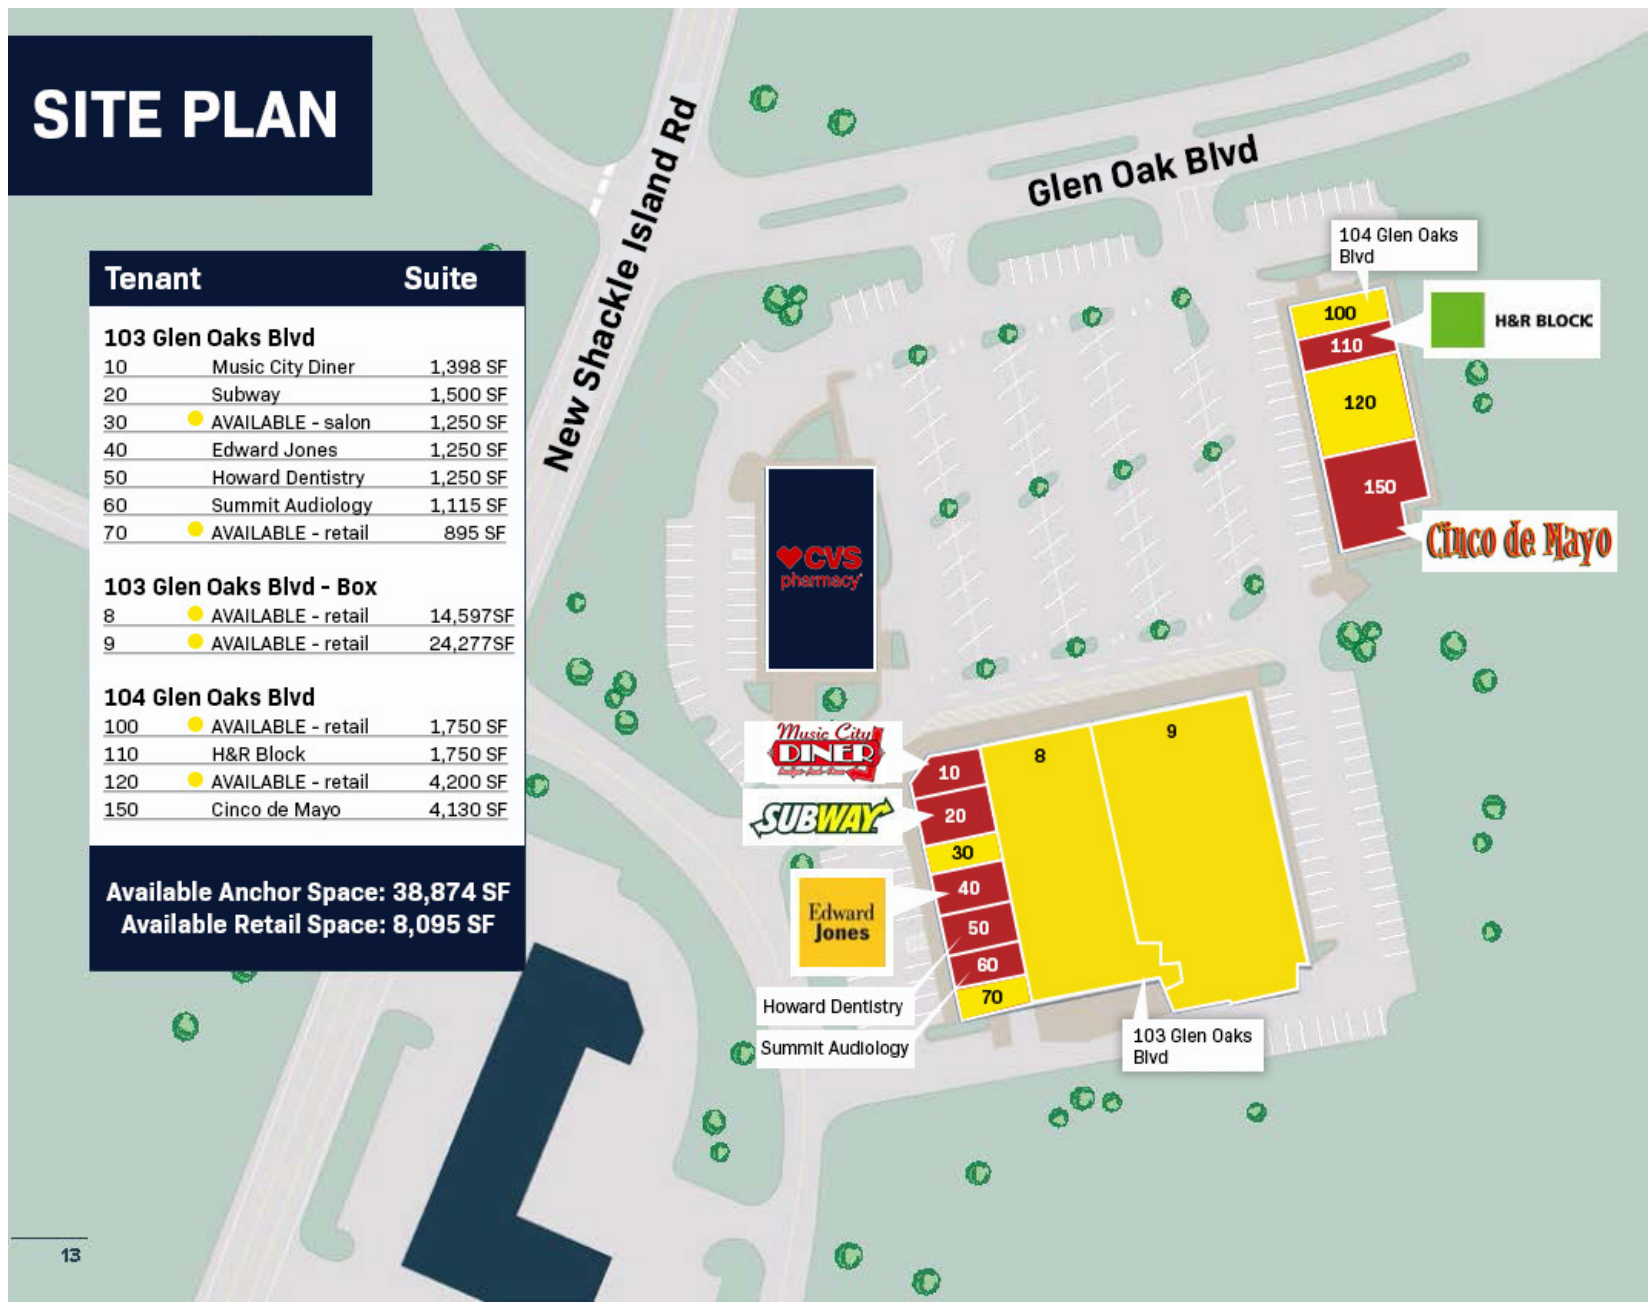 SITE PLAN
New Shackle Island Rd
Glen Oak Blvd
Tenant Suite
103 Glen Oaks Blvd
10 Music City Diner 1,398 SF
20 Subway 1,500 SF
30 AVAILABLE - salon 1,250 SF
40 Edward Jones 1,250 SF
50 Howard Dentistry 1,250 SF
60 Summit Audiology 1,115 SF
70 AVAILABLE - retail 895 SF
103 Glen Oaks Blvd - Box
8 AVAILABLE - retail 14,597SF
9 AVAILABLE - retail 24,277SF
104 Glen Oaks Blvd
100 AVAILABLE - retail 1,750 SF
110 H&R Block 1,750 SF
120 AVAILABLE - retail 4,200 SF
150 Cinco de Mayo 4,130 SF
Available Anchor Space: 38,874 SF
Available Retail Space: 8,095 SF
104 Glen Oaks
Blvd
100
110
H&R BLOCK
120
150
Cinco de Mayo
CVS
pharmacy
Music City
DINER
10
SUBWAY
20
30
Edward
Jones
40
50
60
70
8
9
Howard Dentistry
Summit Audiology
103 Glen Oaks
Blvd
13